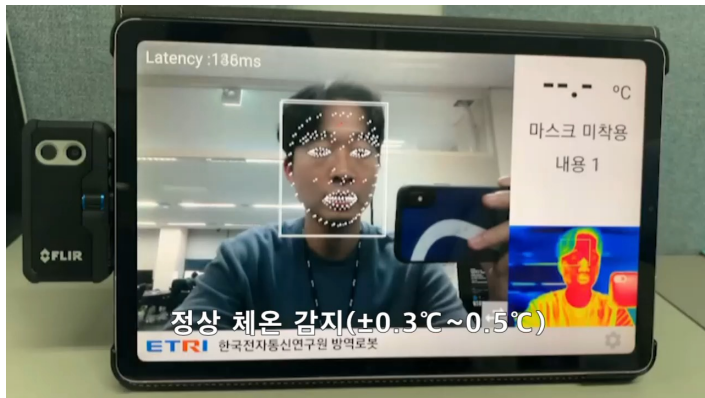 Latency :186ms
--.- ℃
마스크 미착용
내용 1
FLIR
정상 체온 감지(±0.3℃~0.5℃)
ETRI 한국전자통신연구원 방역로봇